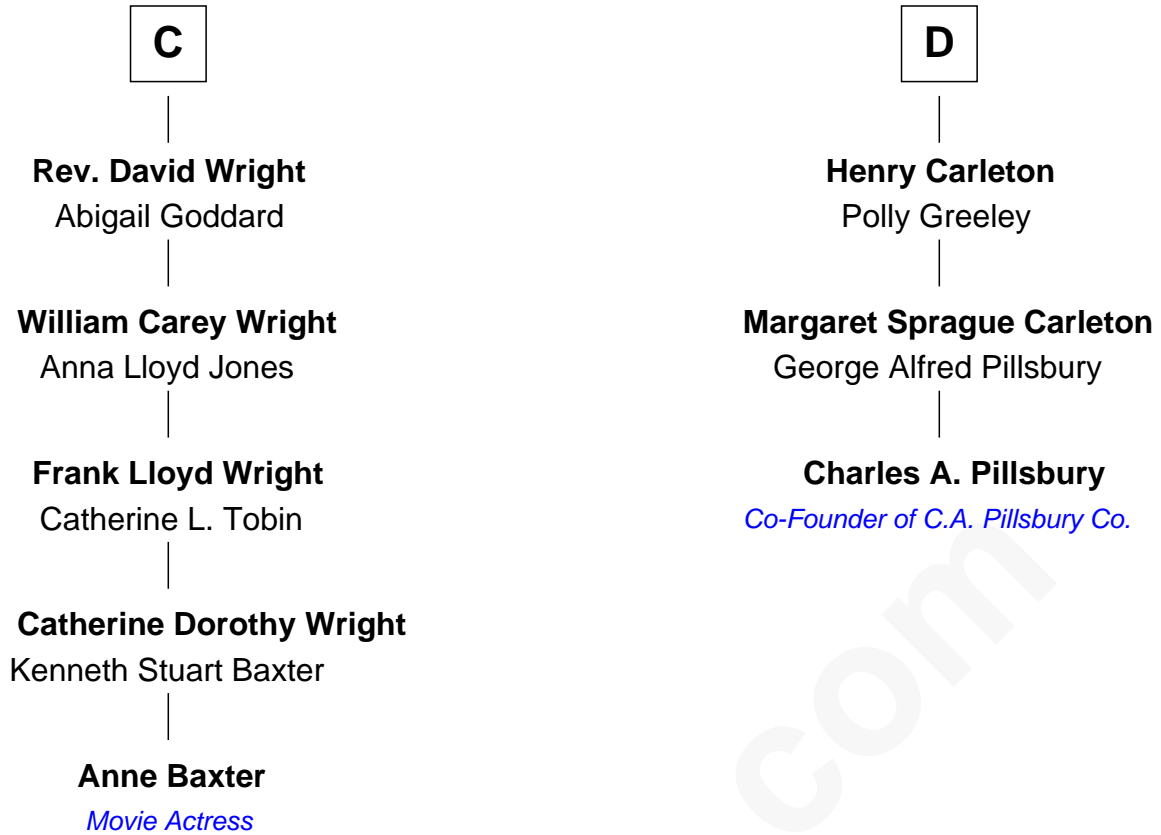 C
Rev. David Wright
Abigail Goddard
William Carey Wright
Anna Lloyd Jones
Frank Lloyd Wright
Catherine L. Tobin
Catherine Dorothy Wright
Kenneth Stuart Baxter
Anne Baxter
Movie Actress
D
Henry Carleton
Polly Greeley
Margaret Sprague Carleton
George Alfred Pillsbury
Charles A. Pillsbury
Co-Founder of C.A. Pillsbury Co.
com